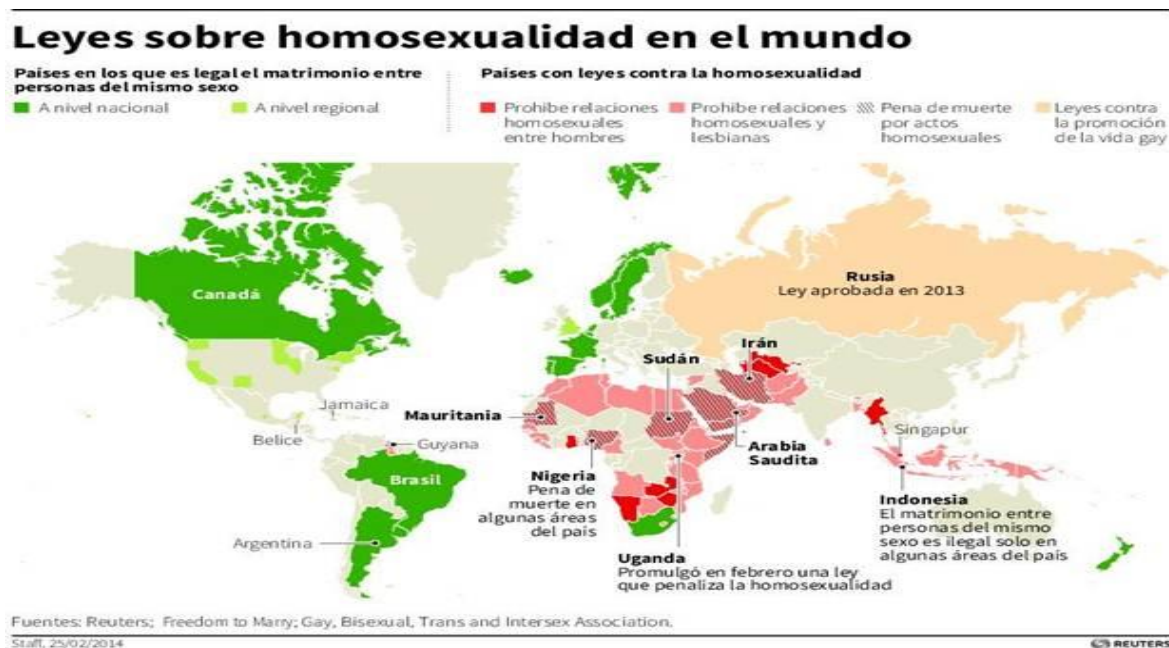 Leyes sobre homosexualidad en el mundo
Países en los que es legal el matrimonio entre
personas del mismo sexo
A nivel nacional
A nivel regional
Países con leyes contra la homosexualidad
Prohibe relaciones
homosexuales
entre hombres
Prohibe relaciones
homosexuales y
lesbianas
Pena de muerte
por actos
homosexuales
Leyes contra
la promoción
de la vida gay
Canadá
Rusia
Ley aprobada en 2013
Irán
Sudán
Jamaica
Mauritania
Belice
Guyana
Singapur
Arabia
Saudita
Brasil
Nigeria
Pena de
muerte en
algunas áreas
del país
Indonesia
El matrimonio entre
personas del mismo
sexo es ilegal solo en
algunas áreas del país
Argentina
Uganda
Promulgó en febrero una ley
que penaliza la homosexualidad
Fuentes: Reuters; Freedom to Marry; Gay, Bisexual, Trans and Intersex Association.
Staff, 25/02/2014
REUTERS